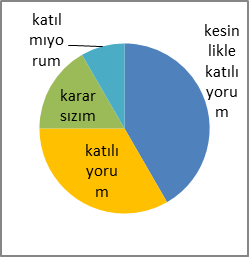 katıl
mıyo
rum
kesin
likle
katılı
yoru
m
karar
sızım
katılı
yoru
m